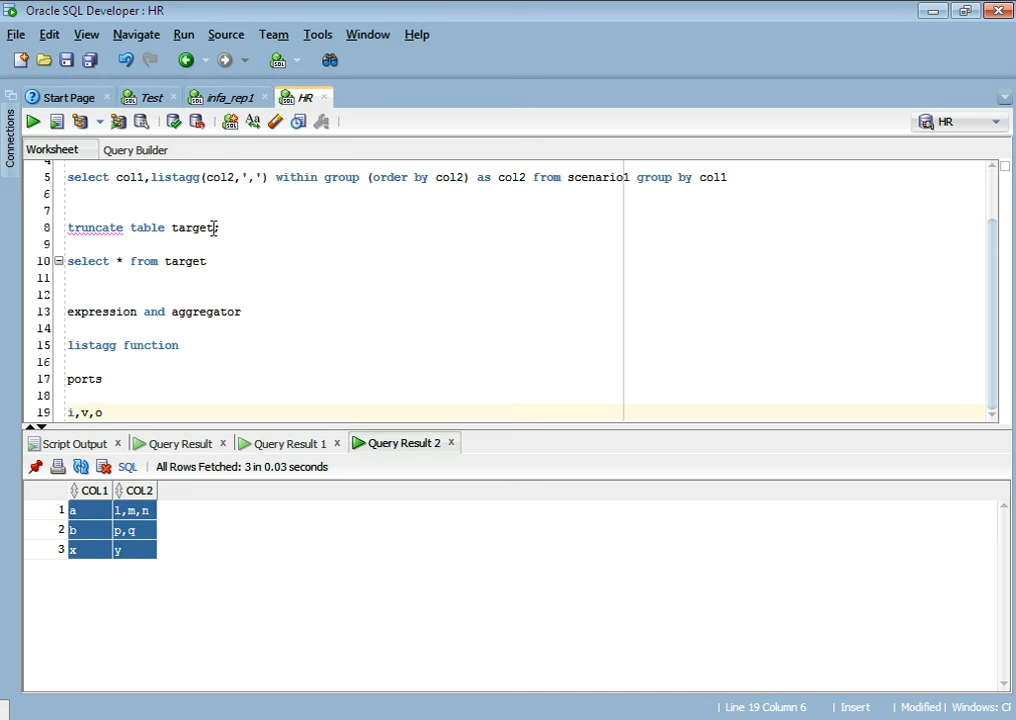 Oracle SQL Developer : HR
File Edit View Navigate Run Source Team Tools Window Help
Start Page Test infa_rep1 HR
HR
Connections
Worksheet Query Builder
4
5 select col1,listagg(col2,',') within group (order by col2) as col2 from scenario1 group by col1
6
7
8 truncate table target;
9
10 select * from target
11
12
13 expression and aggregator
14
15 listagg function
16
17 ports
18
19 i,v,o
Script Output Query Result Query Result 1 Query Result 2
SQL All Rows Fetched: 3 in 0.03 seconds
COL1 COL2
1 a l,m,n
2 b p,q
3 x y
Line 19 Column 6 Insert Modified Windows: CF